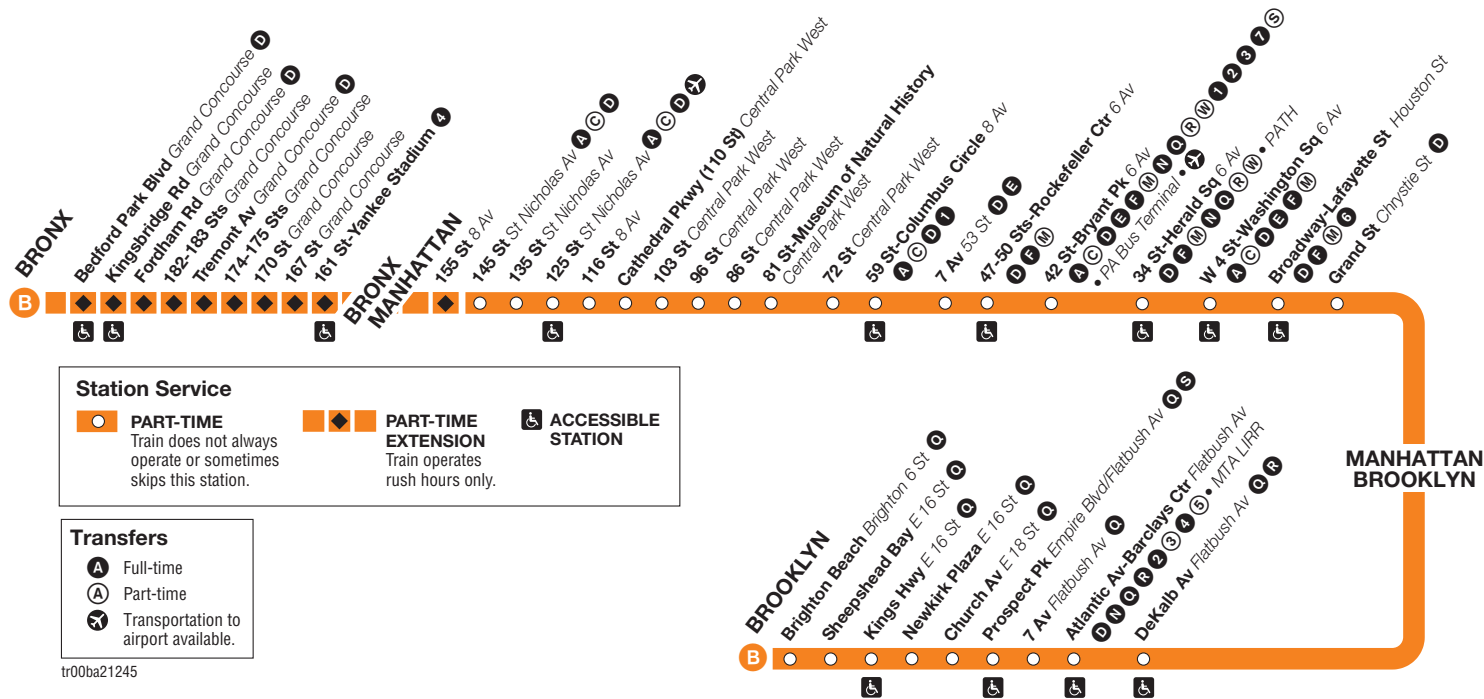 BRONX
B
Bedford Park Blvd Grand Concourse D
Kingsbridge Rd Grand Concourse
Fordham Rd Grand Concourse D
182-183 Sts Grand Concourse
Tremont Av Grand Concourse D
174-175 Sts Grand Concourse
170 St Grand Concourse
167 St Grand Concourse
161 St-Yankee Stadium 4
BRONX
MANHATTAN
155 St 8 Av
145 St St Nicholas Av A C D
135 St St Nicholas Av
125 St St Nicholas Av A C D
116 St 8 Av
Cathedral Pkwy (110 St) Central Park West
103 St Central Park West
96 St Central Park West
86 St Central Park West
81 St-Museum of Natural History
Central Park West
72 St Central Park West
59 St-Columbus Circle 8 Av
A C D 1
7 Av 53 St D E
47-50 Sts-Rockefeller Ctr 6 Av
D F M
42 St-Bryant Pk 6 Av
A C D E F M N Q R W 1 2 3 7 S
• PA Bus Terminal •
34 St-Herald Sq 6 Av
D F M N Q R W • PATH
W 4 St-Washington Sq 6 Av
A C D E F M
Broadway-Lafayette St Houston St
D F M 6
Grand St Chrystie St D
Station Service
PART-TIME
Train does not always
operate or sometimes
skips this station.
PART-TIME
EXTENSION
Train operates
rush hours only.
ACCESSIBLE
STATION
MANHATTAN
BROOKLYN
Transfers
A Full-time
A Part-time
Transportation to
airport available.
tr00ba21245
BROOKLYN
B
Brighton Beach Brighton 6 St Q
Sheepshead Bay E 16 St Q
Kings Hwy E 16 St Q
Newkirk Plaza E 16 St Q
Church Av E 18 St Q
Prospect Pk Empire Blvd/Flatbush Av Q S
7 Av Flatbush Av Q
Atlantic Av-Barclays Ctr Flatbush Av
D N Q R 2 3 4 5 • MTA LIRR
DeKalb Av Flatbush Av Q R